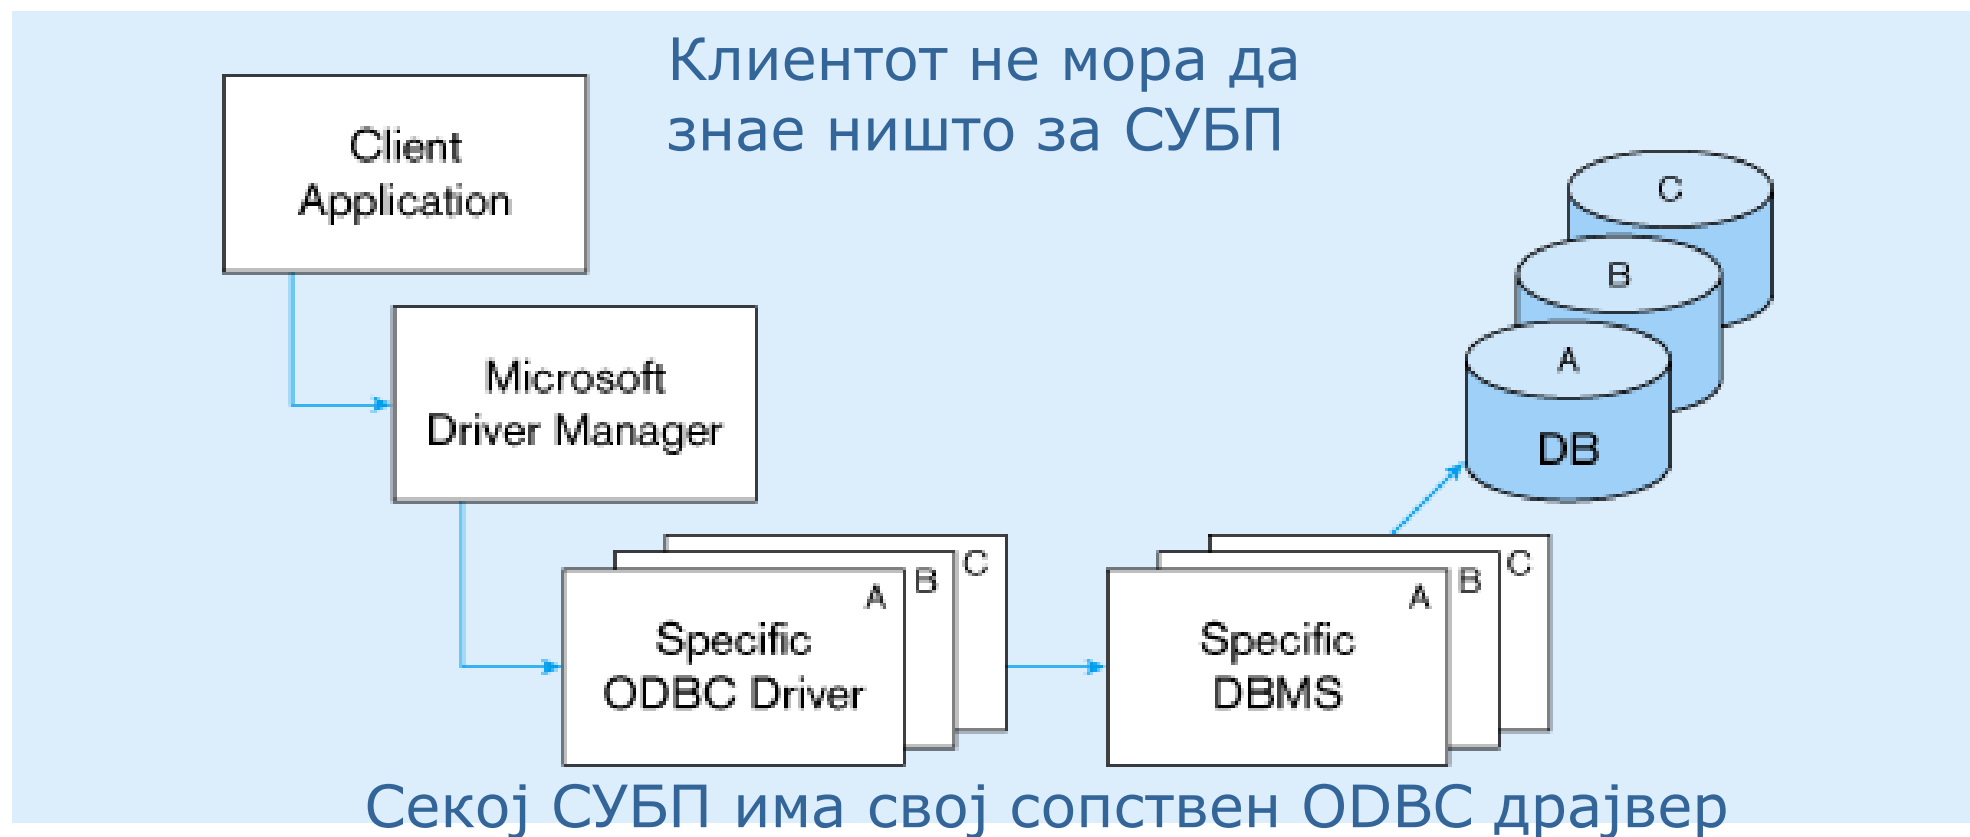 Клиентот не мора да
знае ништо за СУБП
Client
Application
Microsoft
Driver Manager
C
B
A
DB
C
B
A
Specific
ODBC Driver
C
B
A
Specific
DBMS
Секој СУБП има свој сопствен ODBC драјвер